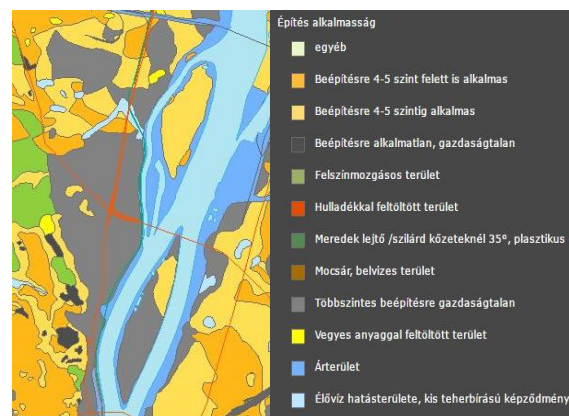 Építés alkalmasság
egyéb
Beépítésre 4-5 szint felett is alkalmas
Beépítésre 4-5 szintig alkalmas
Beépítésre alkalmatlan, gazdaságtalan
Felszínmozgásos terület
Hulladékkal feltöltött terület
Meredek lejtő /szilárd kőzeteknél 35º, plasztikus
Mocsár, belvizes terület
Többszintes beépítésre gazdaságtalan
Vegyes anyaggal feltöltött terület
Árterület
Élővíz hatásterülete, kis teherbírású képződmény